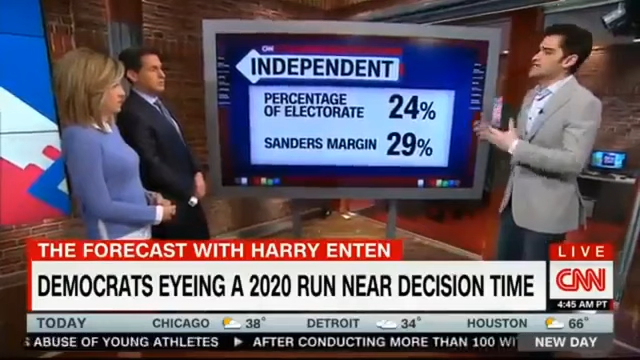 CNN
INDEPENDENT
PERCENTAGE
OF ELECTORATE 24%
SANDERS MARGIN 29%
THE FORECAST WITH HARRY ENTEN
LIVE
DEMOCRATS EYEING A 2020 RUN NEAR DECISION TIME
CNN
4:45 AM PT
TODAY CHICAGO 38° DETROIT 34° HOUSTON 66°
ABUSE OF YOUNG ATHLETES ▶ AFTER CONDUCTING MORE THAN 100 WI
NEW DAY